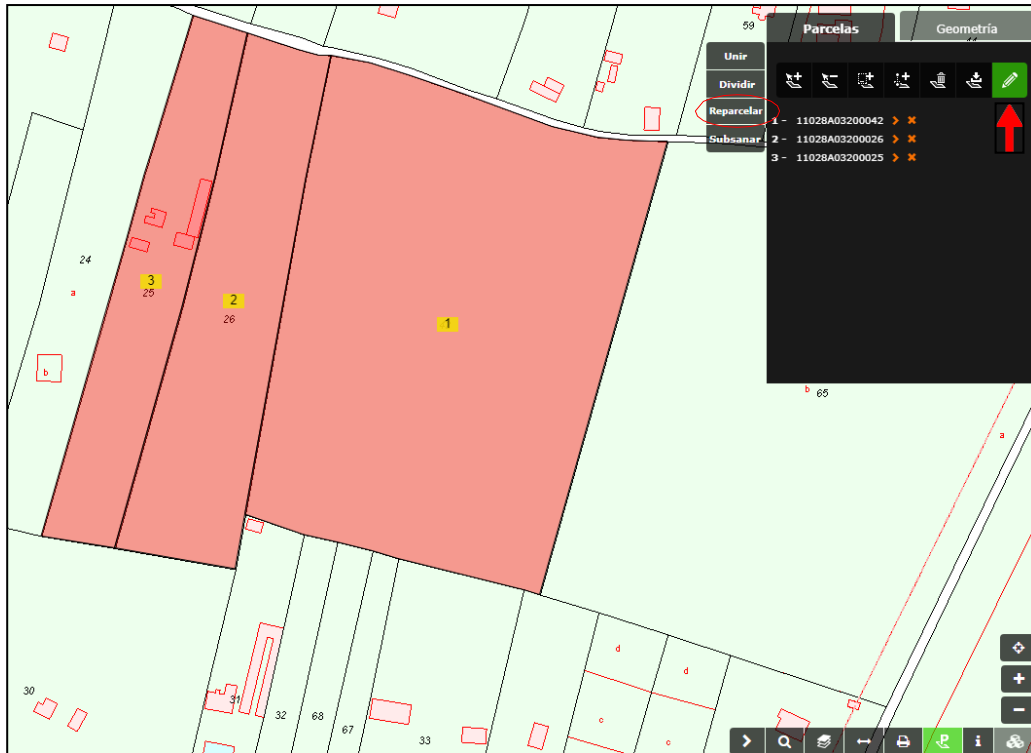 Parcelas
Geometría
Unir
Dividir
Reparcelar
Subsanar
1 - 11028A03200042
2 - 11028A03200026
3 - 11028A03200025
59
24
a
3
25
2
26
1
b
b
65
a
30
31
32
68
67
33
d
d
c
c